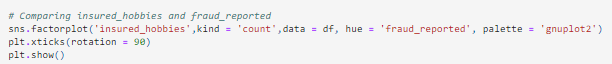 # Comparing insured_hobbies and fraud_reported
sns.factorplot('insured_hobbies',kind = 'count',data = df, hue = 'fraud_reported', palette = 'gnuplot2')
plt.xticks(rotation = 90)
plt.show()